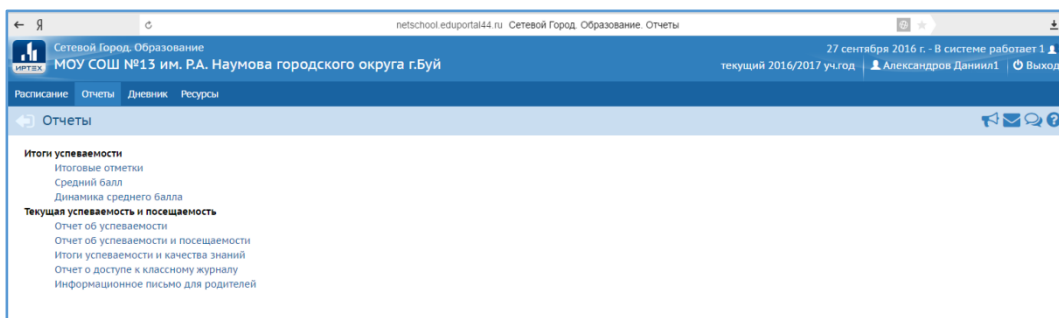 Я netschool.eduportal44.ru Сетевой Город. Образование. Отчеты
Сетевой Город. Образование
27 сентября 2016 г. - В системе работает 1
ИРТЕХ МОУ СОШ №13 им. Р.А. Наумова городского округа г.Буй
текущий 2016/2017 уч.год Александров Даниил1 Выход
Расписание Отчеты Дневник Ресурсы
Отчеты
Итоги успеваемости
Итоговые отметки
Средний балл
Динамика среднего балла
Текущая успеваемость и посещаемость
Отчет об успеваемости
Отчет об успеваемости и посещаемости
Итоги успеваемости и качества знаний
Отчет о доступе к классному журналу
Информационное письмо для родителей